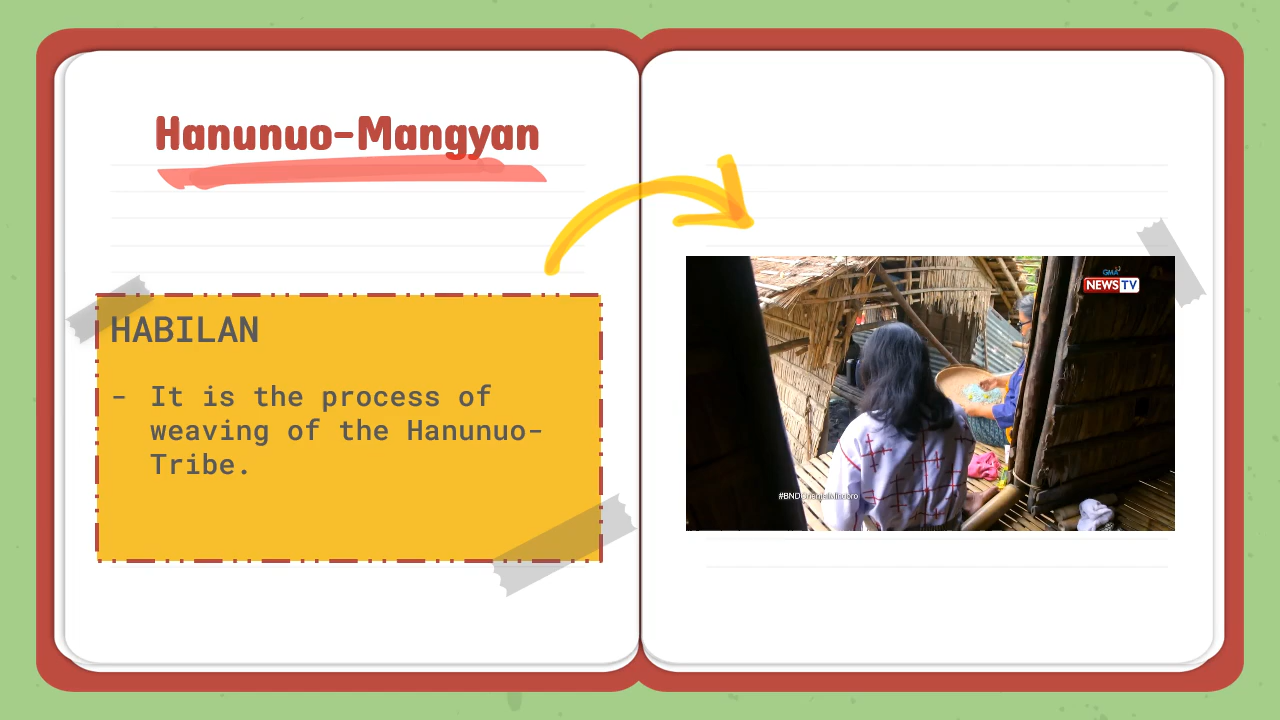 Hanunuo-Mangyan
HABILAN
- It is the process of
weaving of the Hanunuo-
Tribe.
GMA
NEWS TV